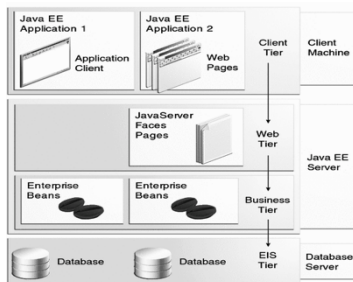 Java EE
Application 1
Java EE
Application 2
Application
Client
Web
Pages
Client
Tier
Client
Machine
JavaServer
Faces
Pages
Web
Tier
Java EE
Server
Enterprise
Beans
Enterprise
Beans
Business
Tier
Database
Database
EIS
Tier
Database
Server